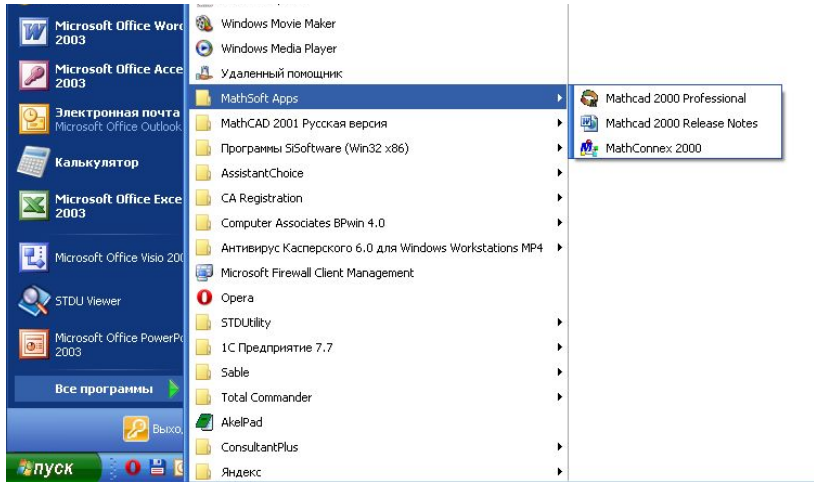 Microsoft Office Word
2003
Microsoft Office Acce
2003
Электронная почта
Microsoft Office Outlook
Калькулятор
Microsoft Office Exce
2003
Microsoft Office Visio 200
STDU Viewer
Microsoft Office PowerPo
2003
Все программы
Выхо
пуск
Windows Movie Maker
Windows Media Player
Удаленный помощник
MathSoft Apps
MathCAD 2001 Русская версия
Программы SiSoftware (Win32 x86)
AssistantChoice
CA Registration
Computer Associates BPwin 4.0
Антивирус Касперского 6.0 для Windows Workstations MP4
Microsoft Firewall Client Management
Opera
STDUtility
1С Предприятие 7.7
Sable
Total Commander
AkelPad
ConsultantPlus
Яндекс
Mathcad 2000 Professional
Mathcad 2000 Release Notes
MathConnex 2000